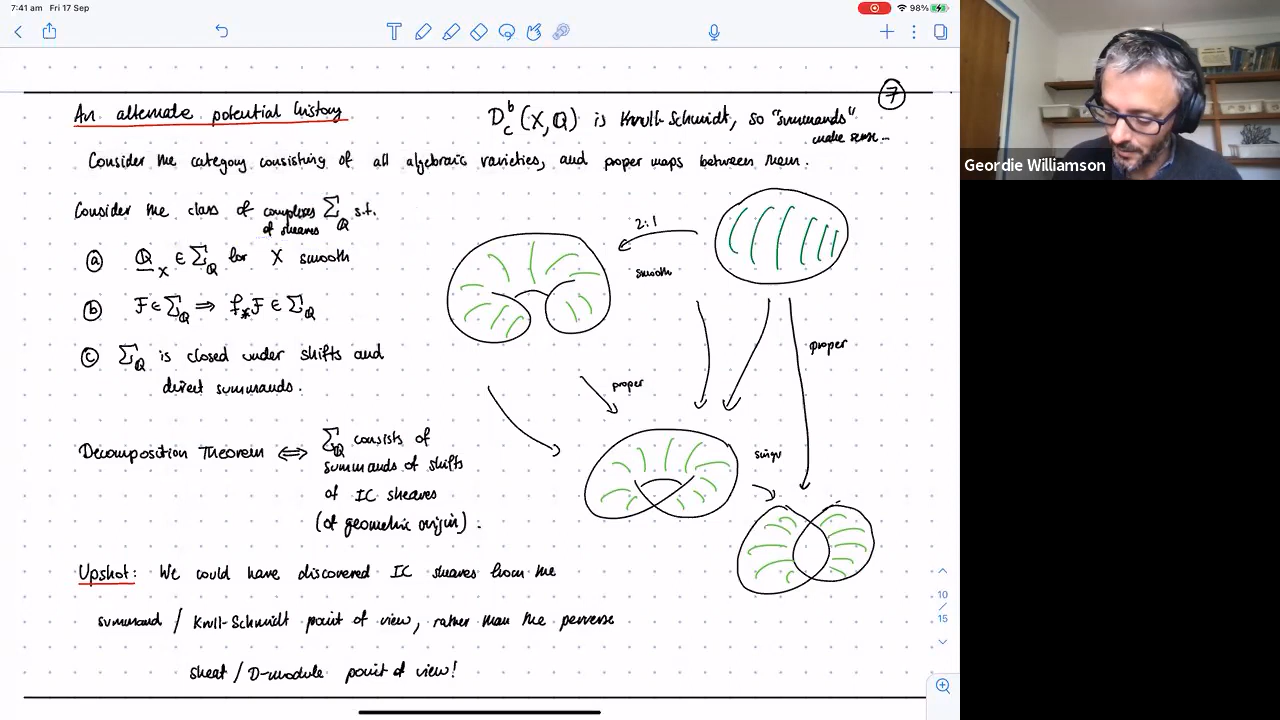 7:41 am Fri 17 Sep
98%
7
An alternate potential history
D_c^b(X, ℚ) is Krull-Schmidt, so "summands" make sense...
Consider the category consisting of all algebraic varieties, and proper maps between them.
Consider the class of complexes of sheaves Σ_ℚ s.t.
(a) ℚ_X ∈ Σ_ℚ for X smooth
(b) F ∈ Σ_ℚ ⇒ f_* F ∈ Σ_ℚ
(c) Σ_ℚ is closed under shifts and
direct summands.
2:1
smooth
proper
proper
singu
Decomposition Theorem ⇔ Σ_ℚ consists of
summands of shifts
of IC sheaves
(of geometric origin).
Upshot: We could have discovered IC sheaves from the
summand / Krull-Schmidt point of view, rather than the perverse
sheaf / D-module point of view!
10
/
15
Geordie Williamson